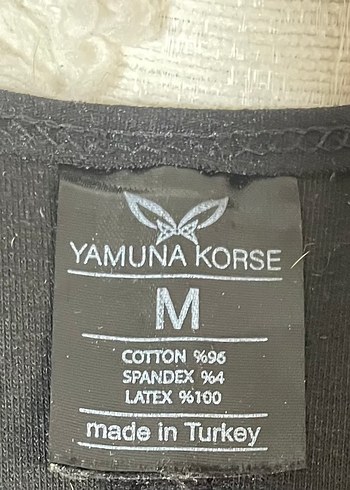 YAMUNA KORSE
M
COTTON %96
SPANDEX %4
LATEX %100
made in Turkey